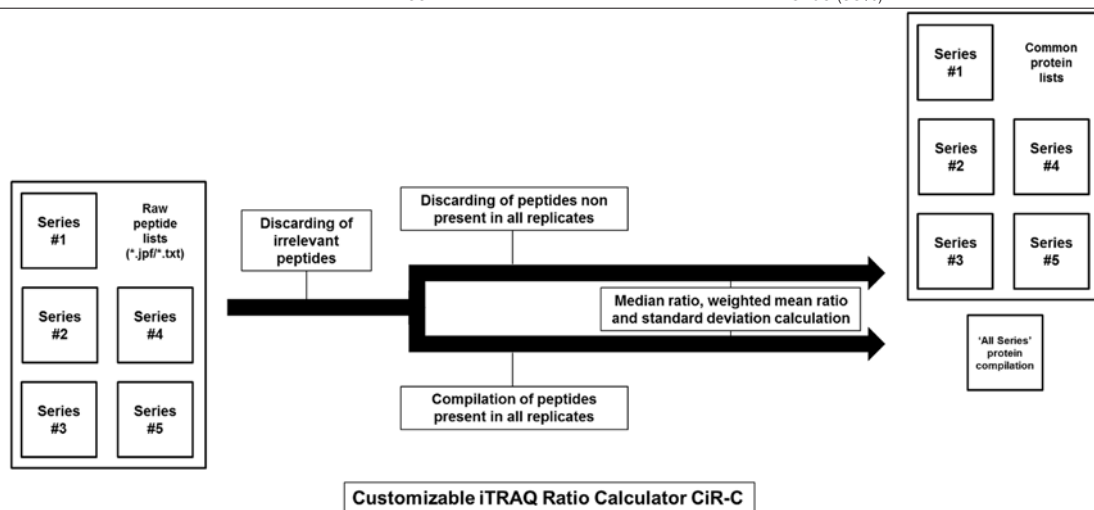 Series
#1
Raw
peptide
lists
(*.jpf/*.txt)
Series
#2
Series
#4
Series
#3
Series
#5
Discarding of
irrelevant
peptides
Discarding of peptides non
present in all replicates
Median ratio, weighted mean ratio
and standard deviation calculation
Compilation of peptides
present in all replicates
Series
#1
Common
protein
lists
Series
#2
Series
#4
Series
#3
Series
#5
'All Series'
protein
compilation
Customizable iTRAQ Ratio Calculator CiR-C